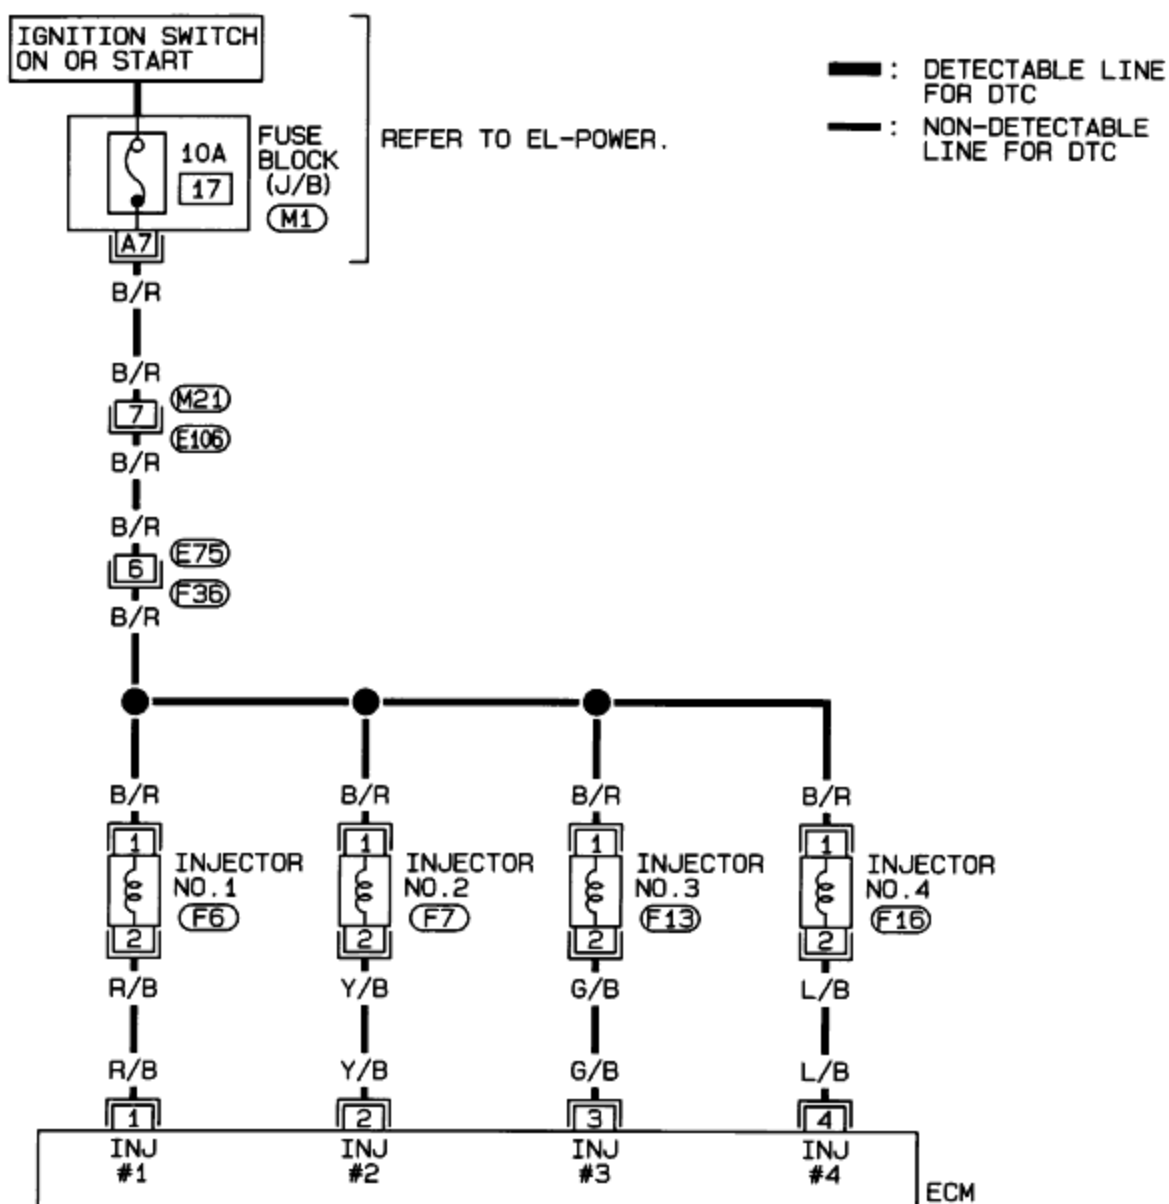 IGNITION SWITCH
ON OR START
10A
17
FUSE
BLOCK
(J/B)
M1
REFER TO EL-POWER.
: DETECTABLE LINE
FOR DTC
: NON-DETECTABLE
LINE FOR DTC
A7
B/R
B/R
7
M21
E106
B/R
B/R
6
E75
F36
B/R
B/R B/R B/R B/R
1 1 1 1
INJECTOR
NO.1
F6
INJECTOR
NO.2
F7
INJECTOR
NO.3
F13
INJECTOR
NO.4
F16
2 2 2 2
R/B Y/B G/B L/B
R/B Y/B G/B L/B
1 2 3 4
INJ
#1
INJ
#2
INJ
#3
INJ
#4
ECM